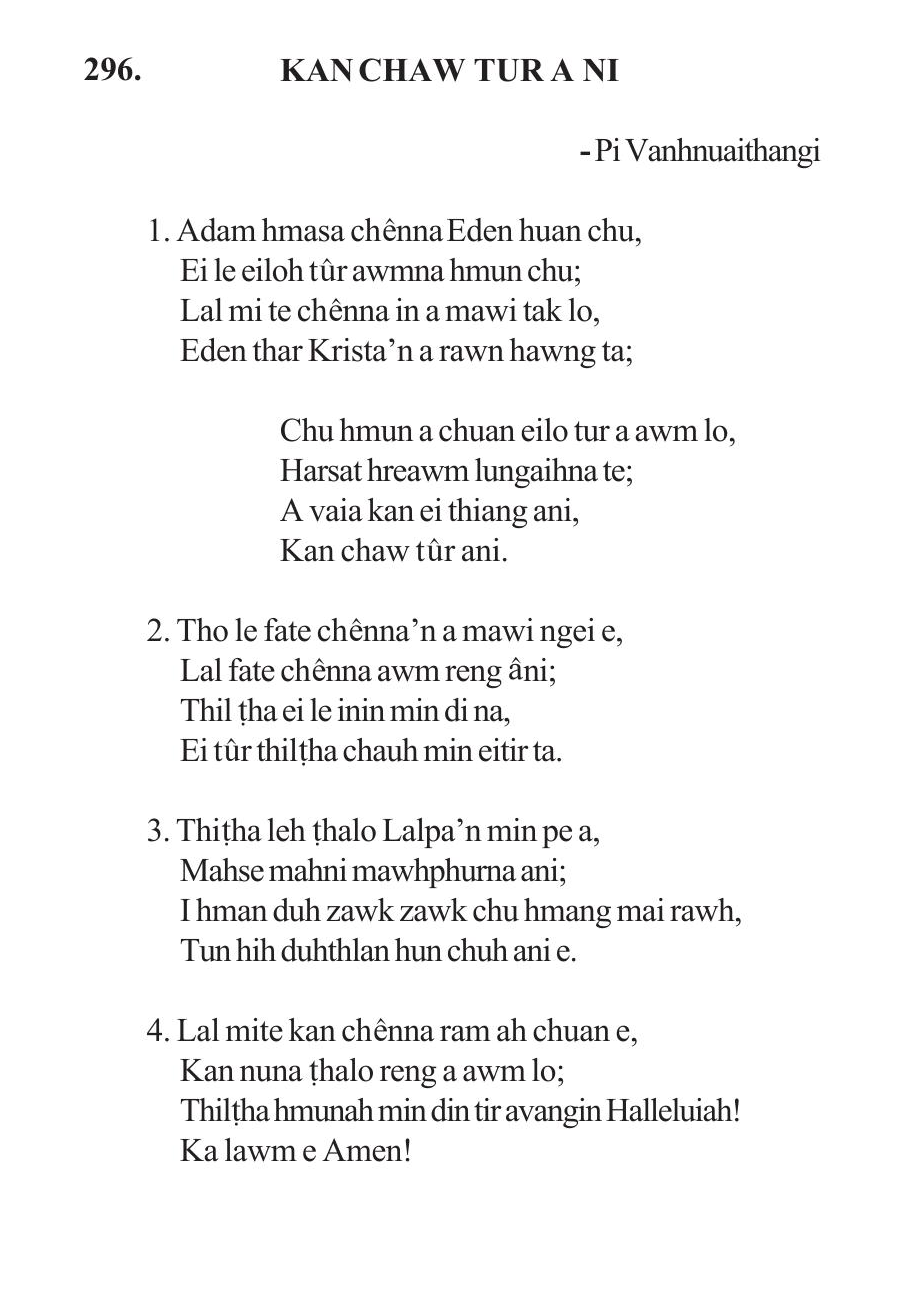 296. KAN CHAW TUR A NI
- Pi Vanhnuaithangi
1. Adam hmasa chênna Eden huan chu,
Ei le eiloh tûr awmna hmun chu;
Lal mi te chênna in a mawi tak lo,
Eden thar Krista’n a rawn hawng ta;
Chu hmun a chuan eilo tur a awm lo,
Harsat hreawm lungaihna te;
A vaia kan ei thiang ani,
Kan chaw tûr ani.
2. Tho le fate chênna’n a mawi ngei e,
Lal fate chênna awm reng âni;
Thil ṭha ei le inin min di na,
Ei tûr thilṭha chauh min eitir ta.
3. Thiṭha leh ṭhalo Lalpa’n min pe a,
Mahse mahni mawhphurna ani;
I hman duh zawk zawk chu hmang mai rawh,
Tun hih duhthlan hun chuh ani e.
4. Lal mite kan chênna ram ah chuan e,
Kan nuna ṭhalo reng a awm lo;
Thilṭha hmunah min din tir avangin Halleluiah!
Ka lawm e Amen!